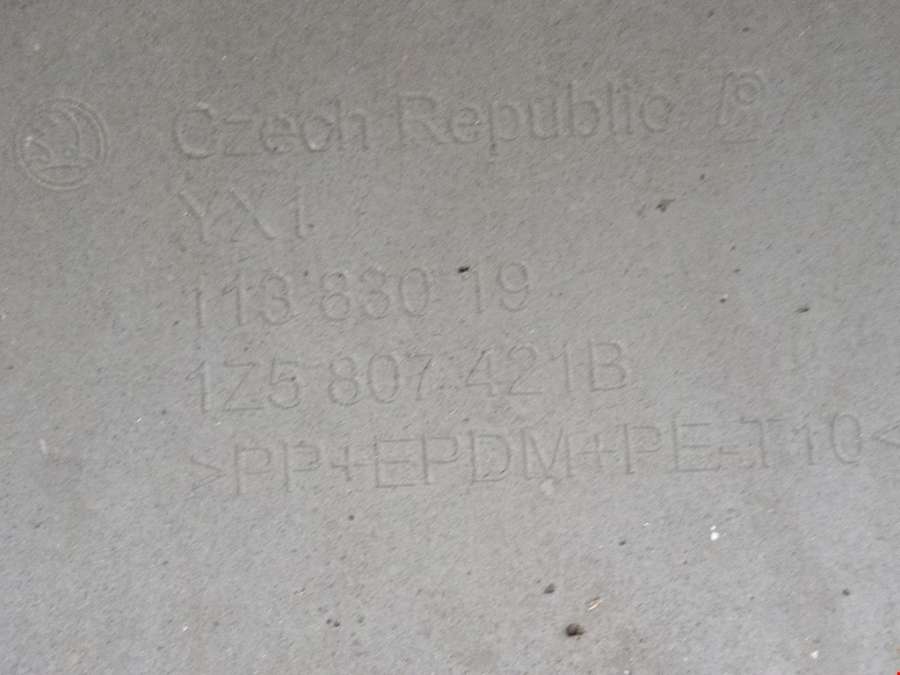 Czech Republic
YX1
113 830 19
1Z5 807 421B
>PP+EPDM+PE-T10<